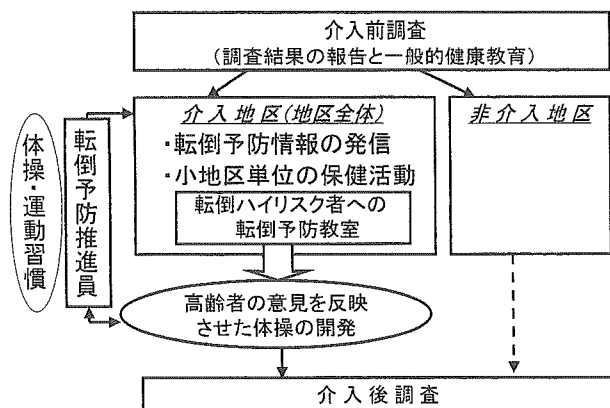 介入前調査
(調査結果の報告と一般的健康教育)
介入地区(地区全体)
・転倒予防情報の発信
・小地区単位の保健活動
転倒ハイリスク者への
転倒予防教室
非介入地区
体操・運動習慣
転倒予防推進員
高齢者の意見を反映
させた体操の開発
介入後調査